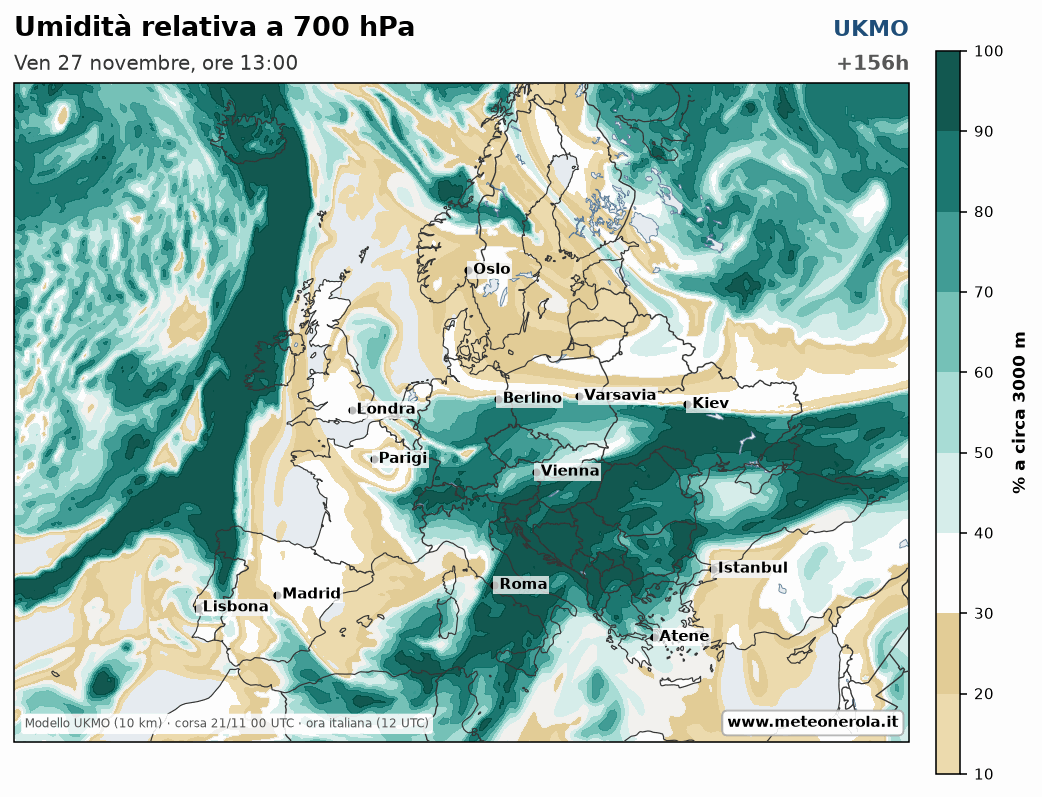 Umidità relativa a 700 hPa
UKMO
Ven 27 novembre, ore 13:00
+156h
100
90
80
70
60
50
40
30
20
10
% a circa 3000 m
Oslo
Berlino
Varsavia
Kiev
Londra
Parigi
Vienna
Istanbul
Roma
Madrid
Lisbona
Atene
Modello UKMO (10 km) · corsa 21/11 00 UTC · ora italiana (12 UTC)
www.meteonerola.it